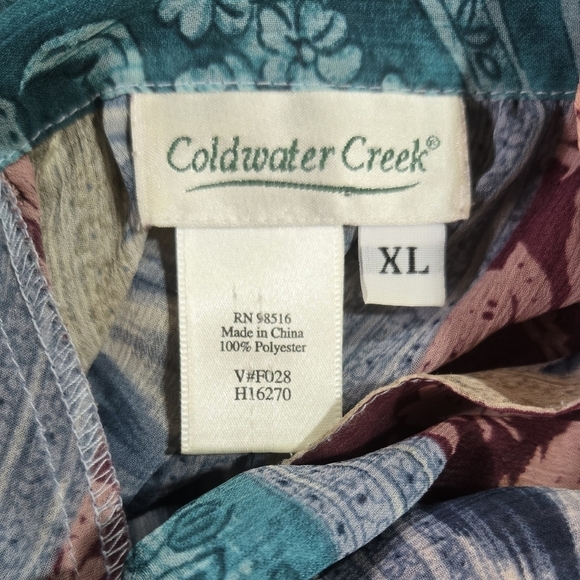 Coldwater Creek®
XL
RN 98516
Made in China
100% Polyester
V#F028
H16270